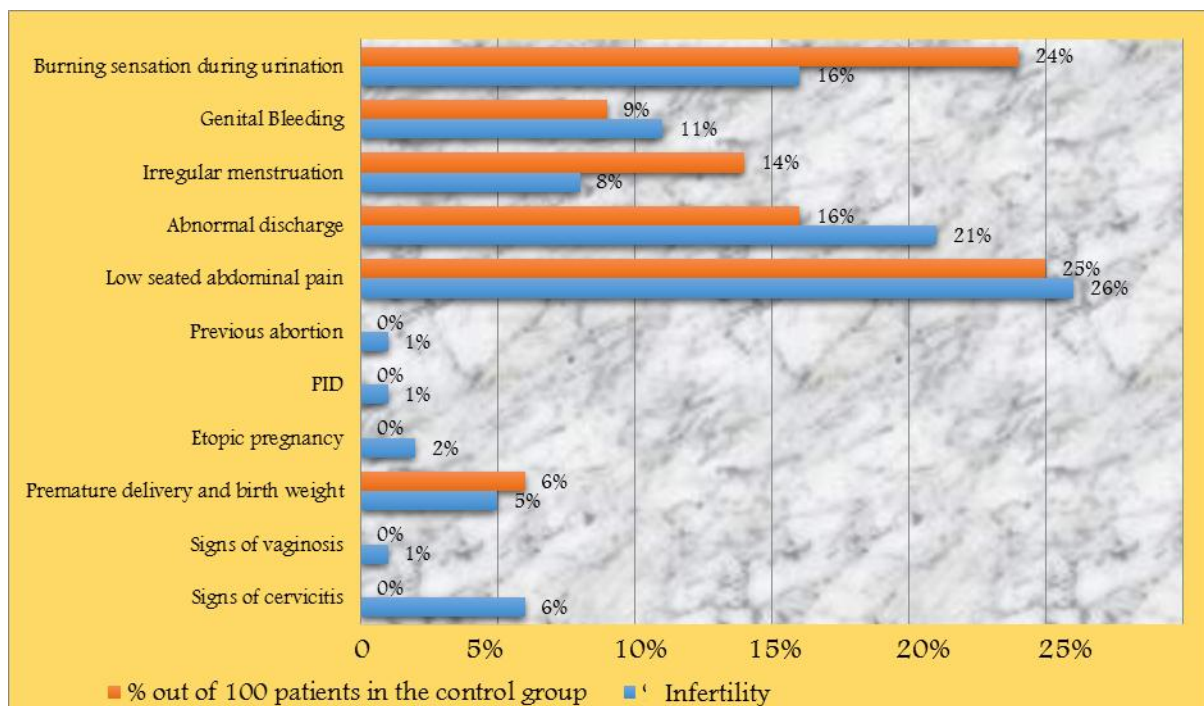 Burning sensation during urination
24%
16%
Genital Bleeding
9%
11%
Irregular menstruation
14%
8%
Abnormal discharge
16%
21%
Low seated abdominal pain
25%
26%
Previous abortion
0%
1%
PID
0%
1%
Etopic pregnancy
0%
2%
Premature delivery and birth weight
6%
5%
Signs of vaginosis
0%
1%
Signs of cervicitis
0%
6%
0 5% 10% 15% 20% 25%
% out of 100 patients in the control group ‘ Infertility